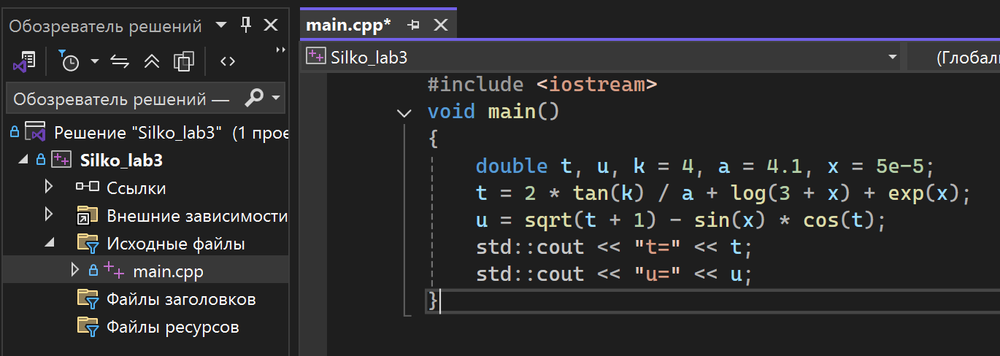 Обозреватель решений
Обозреватель решений —
Решение "Silko_lab3" (1 прое
Silko_lab3
Ссылки
Внешние зависимости
Исходные файлы
main.cpp
Файлы заголовков
Файлы ресурсов
main.cpp*
Silko_lab3
(Глобаль
#include <iostream>
void main()
{
double t, u, k = 4, a = 4.1, x = 5e-5;
t = 2 * tan(k) / a + log(3 + x) + exp(x);
u = sqrt(t + 1) - sin(x) * cos(t);
std::cout << "t=" << t;
std::cout << "u=" << u;
}